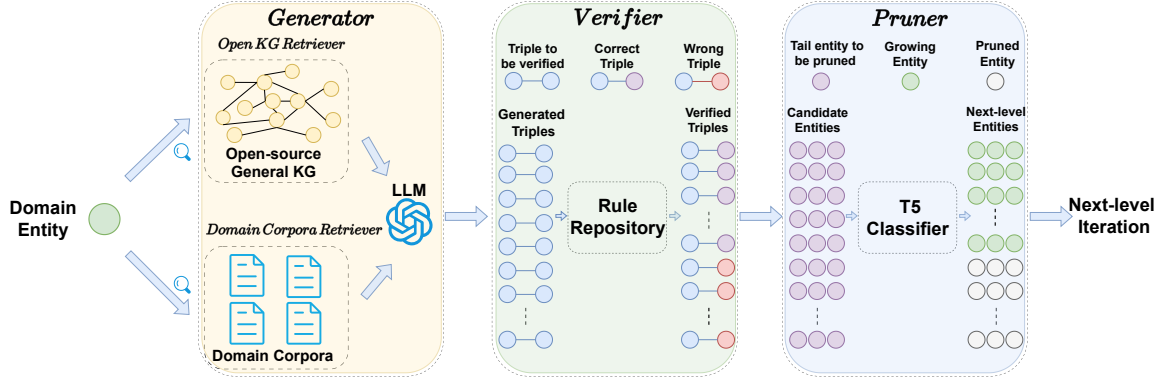 Generator
Verifier
Pruner
Open KG Retriever
Open-source
General KG
Domain Corpora Retriever
Domain Corpora
LLM
Domain
Entity
Triple to
be verified
Correct
Triple
Wrong
Triple
Generated
Triples
Verified
Triples
Rule
Repository
Tail entity to
be pruned
Growing
Entity
Pruned
Entity
Candidate
Entities
Next-level
Entities
T5
Classifier
Next-level
Iteration